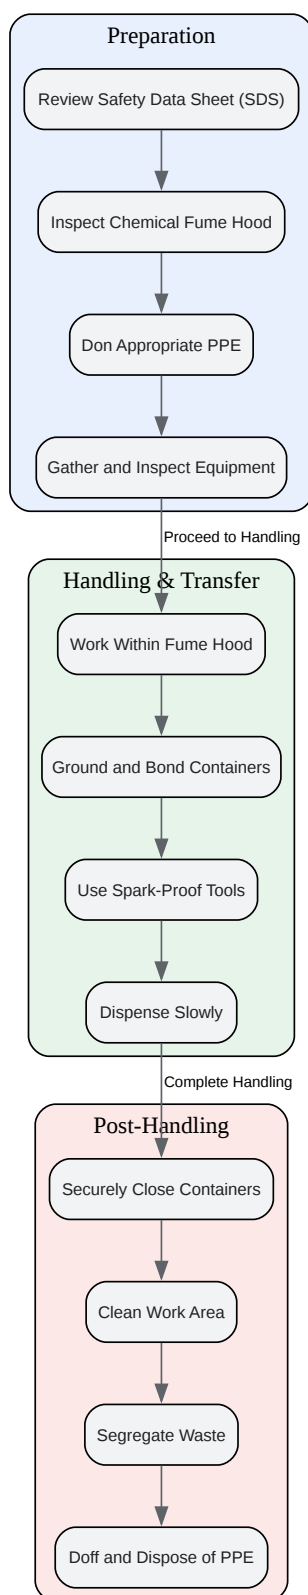 Preparation
Review Safety Data Sheet (SDS)
Inspect Chemical Fume Hood
Don Appropriate PPE
Gather and Inspect Equipment
Proceed to Handling
Handling & Transfer
Work Within Fume Hood
Ground and Bond Containers
Use Spark-Proof Tools
Dispense Slowly
Complete Handling
Post-Handling
Securely Close Containers
Clean Work Area
Segregate Waste
Doff and Dispose of PPE